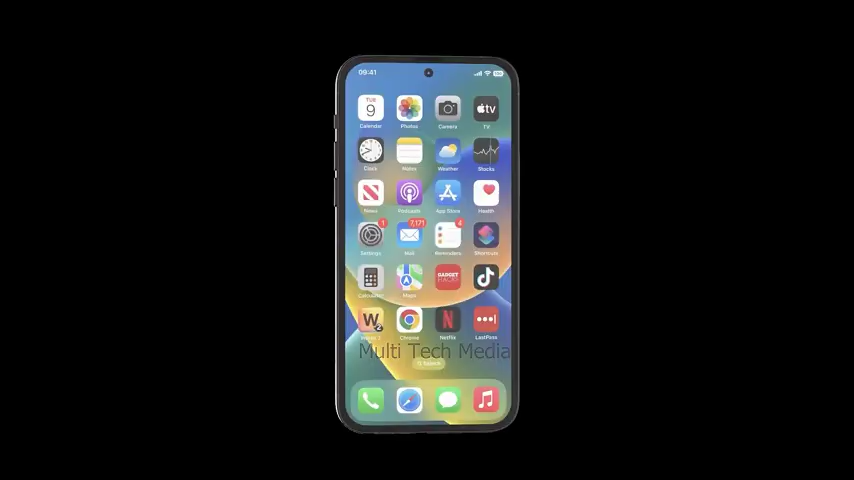 09:41
TUE
9
Calendar Photos Camera TV
tv
Clock Notes Weather Stocks
News Podcasts App Store Health
1 7,171 4
Settings Mail Reminders Shortcuts
GADGET
HACKS
Calculator Maps
W
Chrome Netflix LastPass
N
Multi Tech Media
Search